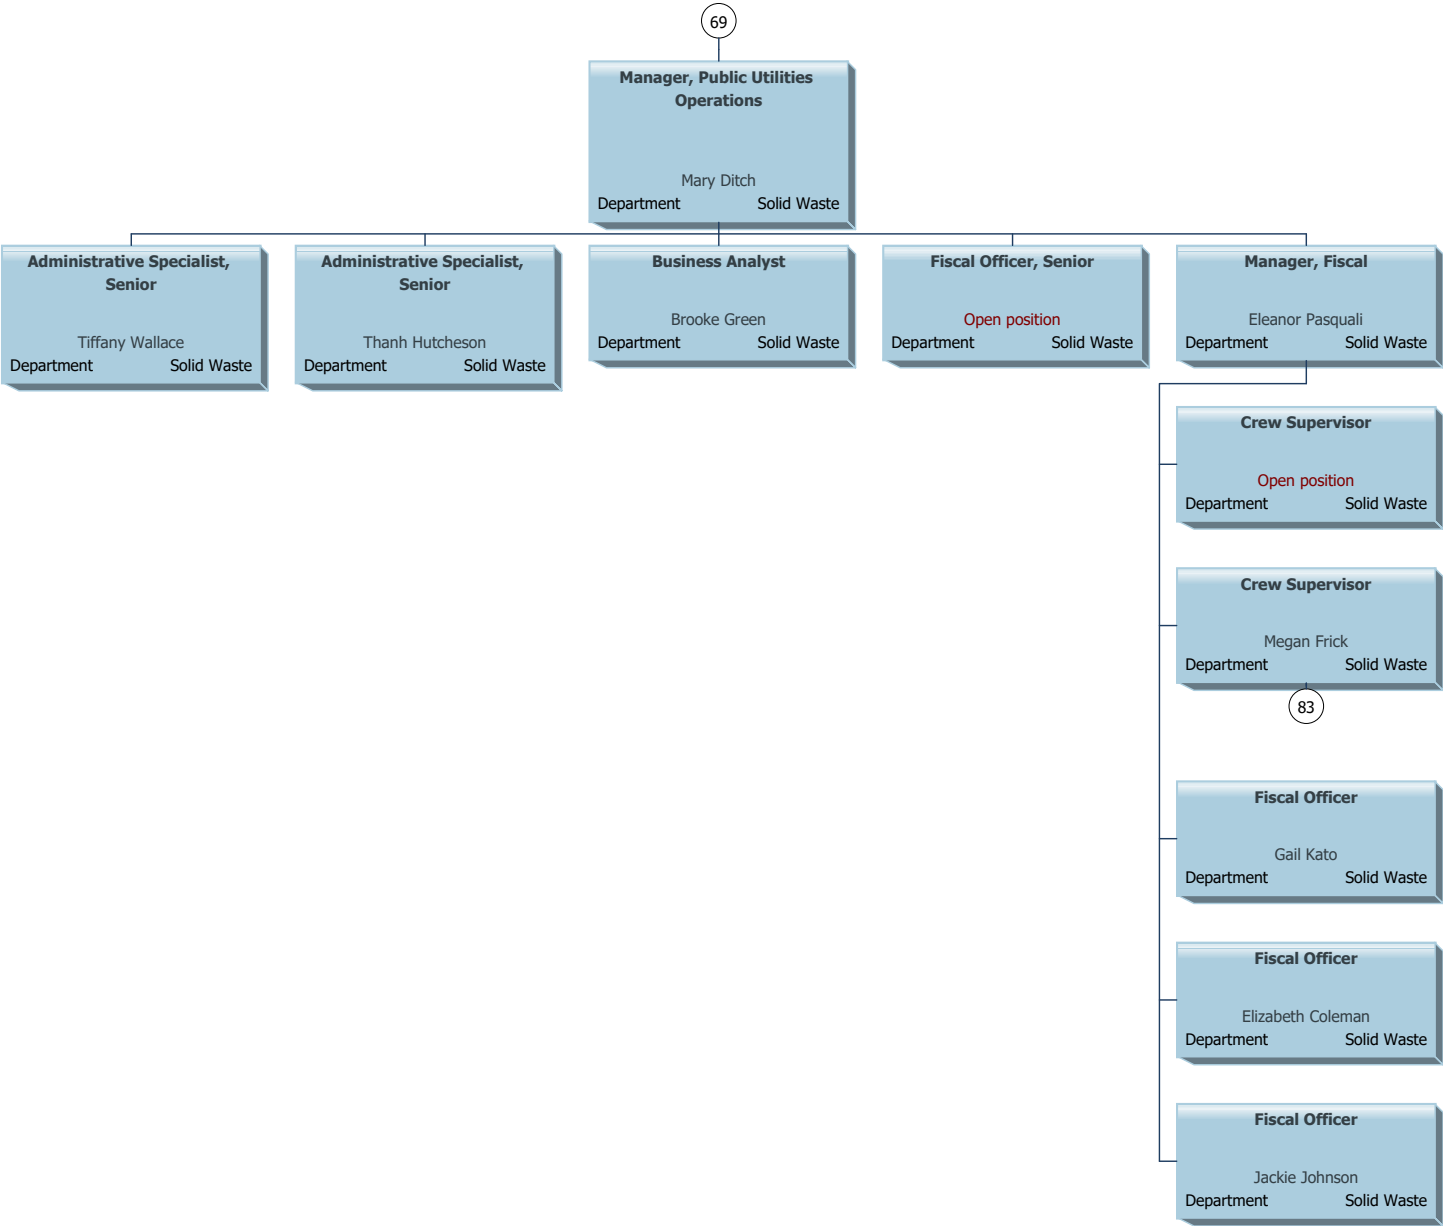 69
Manager, Public Utilities
Operations
Mary Ditch
Department Solid Waste
Administrative Specialist,
Senior
Tiffany Wallace
Department Solid Waste
Administrative Specialist,
Senior
Thanh Hutcheson
Department Solid Waste
Business Analyst
Brooke Green
Department Solid Waste
Fiscal Officer, Senior
Open position
Department Solid Waste
Manager, Fiscal
Eleanor Pasquali
Department Solid Waste
Crew Supervisor
Open position
Department Solid Waste
Crew Supervisor
Megan Frick
Department Solid Waste
83
Fiscal Officer
Gail Kato
Department Solid Waste
Fiscal Officer
Elizabeth Coleman
Department Solid Waste
Fiscal Officer
Jackie Johnson
Department Solid Waste